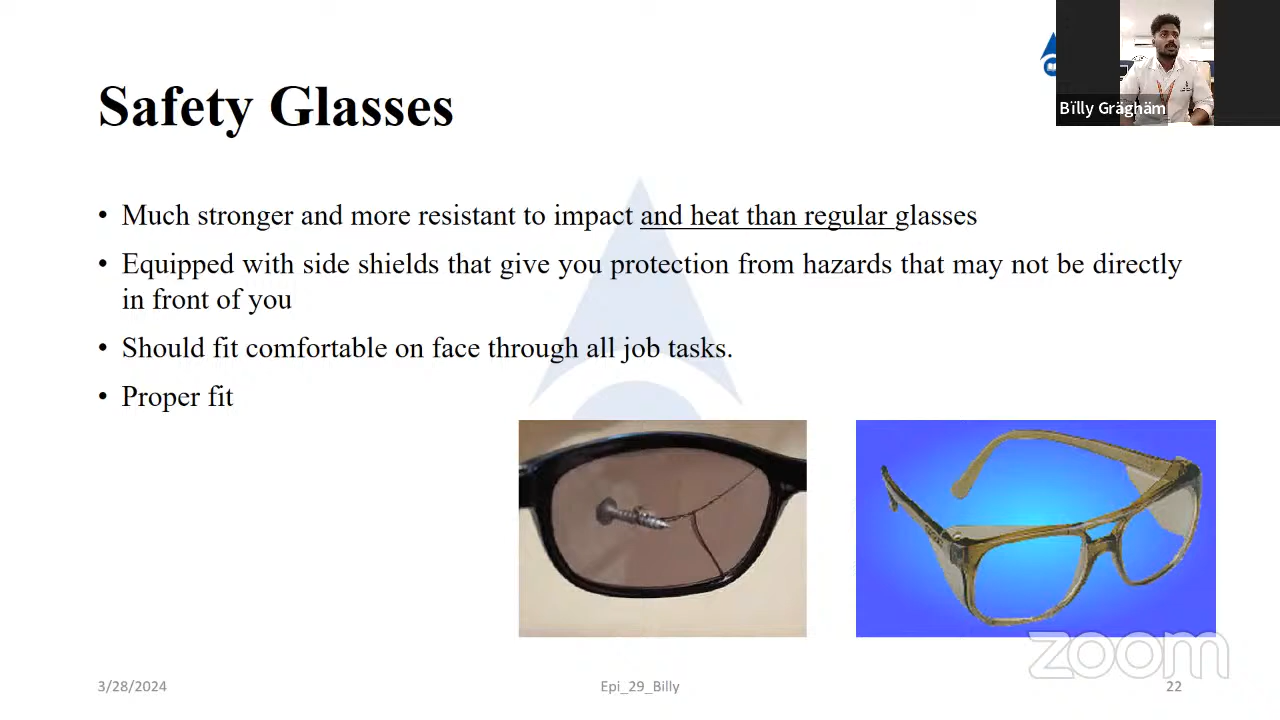 Bïlly Gräghäm
Safety Glasses
• Much stronger and more resistant to impact and heat than regular glasses
• Equipped with side shields that give you protection from hazards that may not be directly
in front of you
• Should fit comfortable on face through all job tasks.
• Proper fit
zoom
3/28/2024
Epi_29_Billy
22